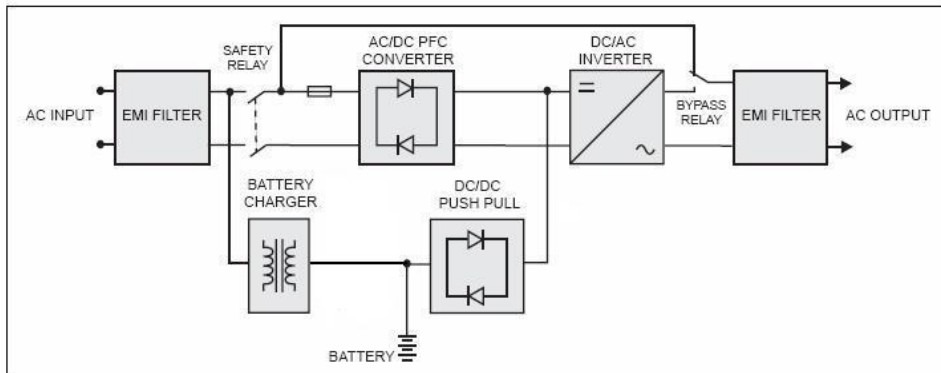 SAFETY
RELAY
AC/DC PFC
CONVERTER
DC/AC
INVERTER
AC INPUT
EMI FILTER
BYPASS
RELAY
EMI FILTER
AC OUTPUT
BATTERY
CHARGER
DC/DC
PUSH PULL
BATTERY